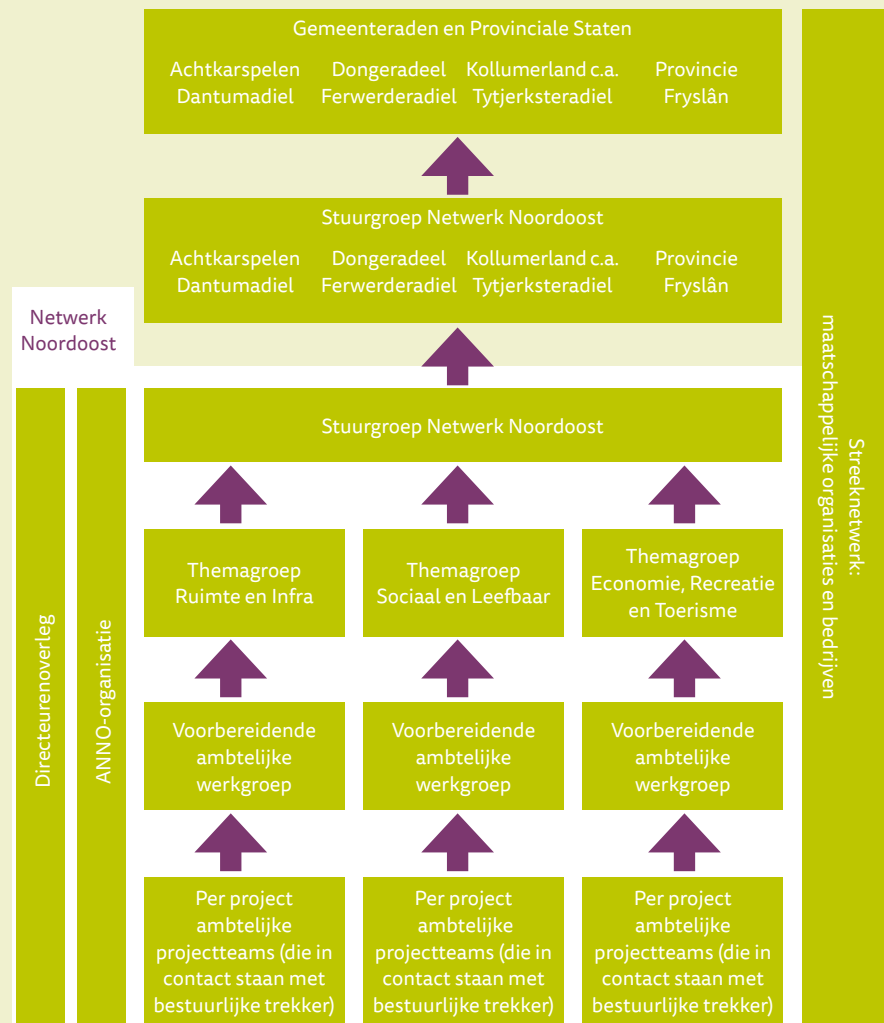 Gemeenteraden en Provinciale Staten
Achtkarspelen Dongeradeel Kollumerland c.a. Provincie
Dantumadiel Ferwerderadiel Tytjerksteradiel Fryslân
Stuurgroep Netwerk Noordoost
Achtkarspelen Dongeradeel Kollumerland c.a. Provincie
Dantumadiel Ferwerderadiel Tytjerksteradiel Fryslân
Netwerk
Noordoost
Stuurgroep Netwerk Noordoost
Themagroep
Ruimte en Infra
Themagroep
Sociaal en Leefbaar
Themagroep
Economie, Recreatie
en Toerisme
Voorbereidende
ambtelijke
werkgroep
Voorbereidende
ambtelijke
werkgroep
Voorbereidende
ambtelijke
werkgroep
Per project
ambtelijke
projectteams (die in
contact staan met
bestuurlijke trekker)
Per project
ambtelijke
projectteams (die in
contact staan met
bestuurlijke trekker)
Per project
ambtelijke
projectteams (die in
contact staan met
bestuurlijke trekker)
Directeurenoverleg
ANNO-organisatie
Streeknetwerk:
maatschappelijke organisaties en bedrijven